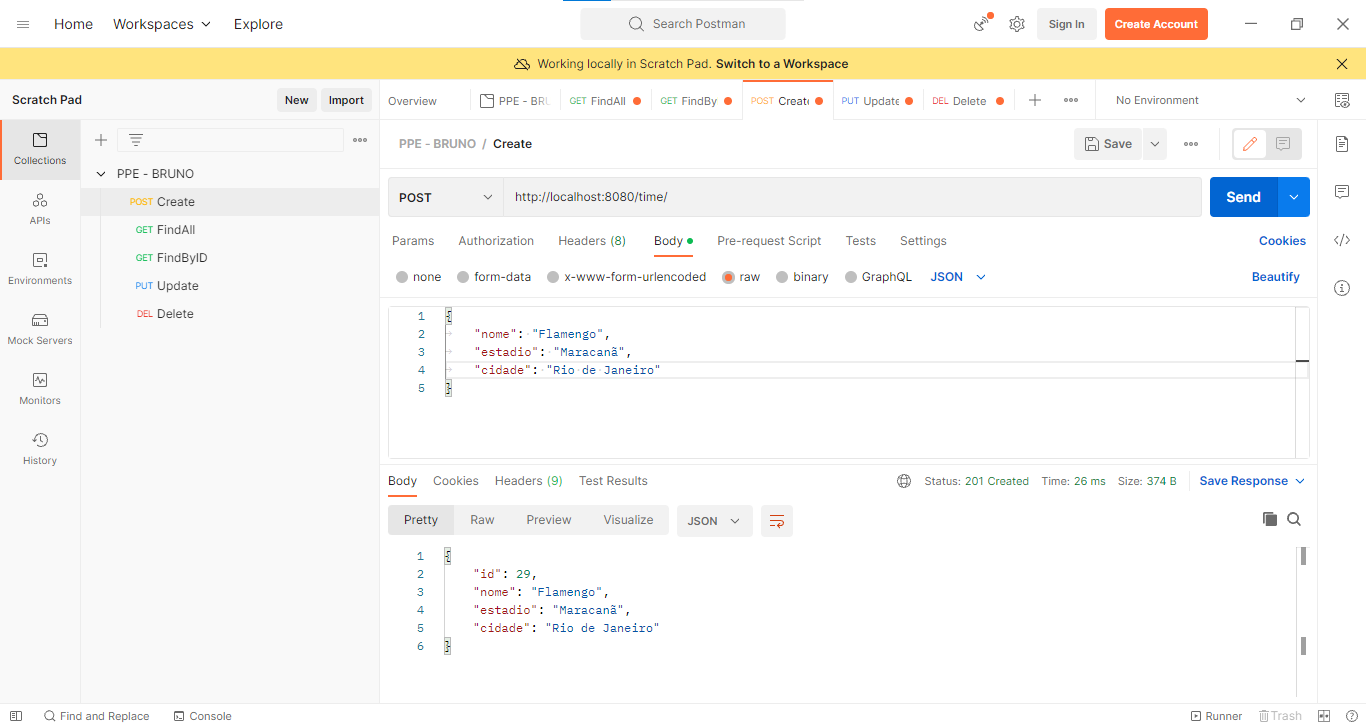 Home Workspaces Explore Search Postman Sign In Create Account
Working locally in Scratch Pad. Switch to a Workspace
Scratch Pad New Import Overview PPE - BRU GET FindAll GET FindBy POST Create PUT Update DEL Delete No Environment
Collections
APIs
Environments
Mock Servers
Monitors
History
PPE - BRUNO
POST Create
GET FindAll
GET FindByID
PUT Update
DEL Delete
PPE - BRUNO / Create Save
POST http://localhost:8080/time/ Send
Params Authorization Headers (8) Body Pre-request Script Tests Settings Cookies
none form-data x-www-form-urlencoded raw binary GraphQL JSON Beautify
1 {
2 "nome": "Flamengo",
3 "estadio": "Maracanã",
4 "cidade": "Rio de Janeiro"
5 }
Body Cookies Headers (9) Test Results Status: 201 Created Time: 26 ms Size: 374 B Save Response
Pretty Raw Preview Visualize JSON
1 {
2 "id": 29,
3 "nome": "Flamengo",
4 "estadio": "Maracanã",
5 "cidade": "Rio de Janeiro"
6 }
Find and Replace Console Runner Trash